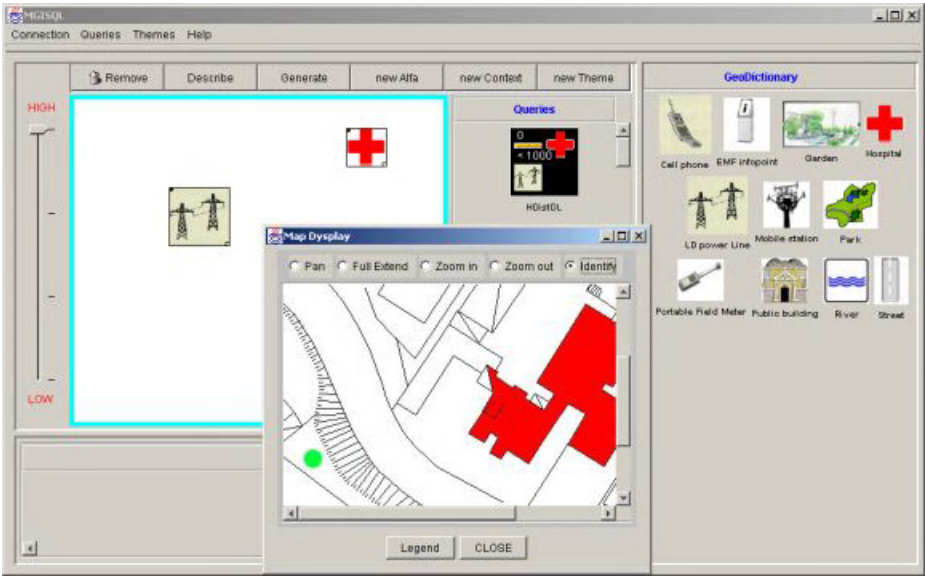 MGISQL
Connection Queries Themes Help
Remove Describe Generate new Alfa new Context new Theme
HIGH
LOW
Queries
0
< 1000
HDistDL
GeoDictionary
Cell phone EMF infopoint Garden Hospital
LD power Line Mobile station Park
Portable Field Meter Public building River Street
Map Dysplay
Pan Full Extend Zoom in Zoom out Identify
Legend CLOSE